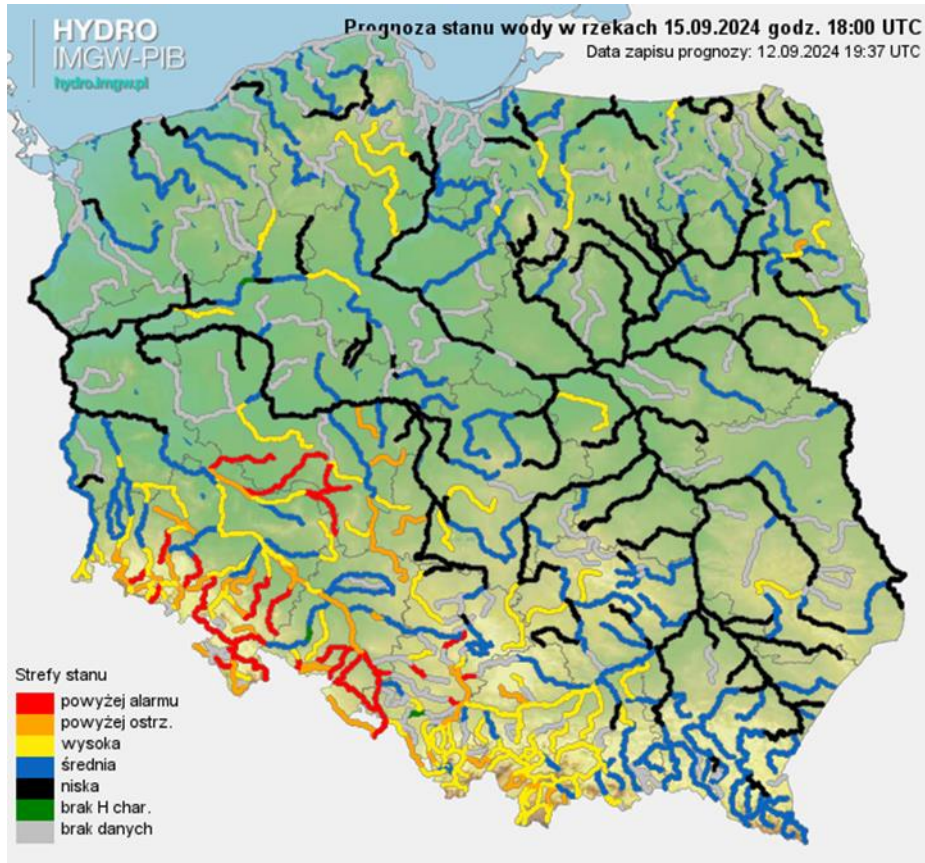 HYDRO
IMGW-PIB
hydro.imgw.pl
Prognoza stanu wody w rzekach 15.09.2024 godz. 18:00 UTC
Data zapisu prognozy: 12.09.2024 19:37 UTC
Strefy stanu
powyżej alarmu
powyżej ostrz.
wysoka
średnia
niska
brak H char.
brak danych